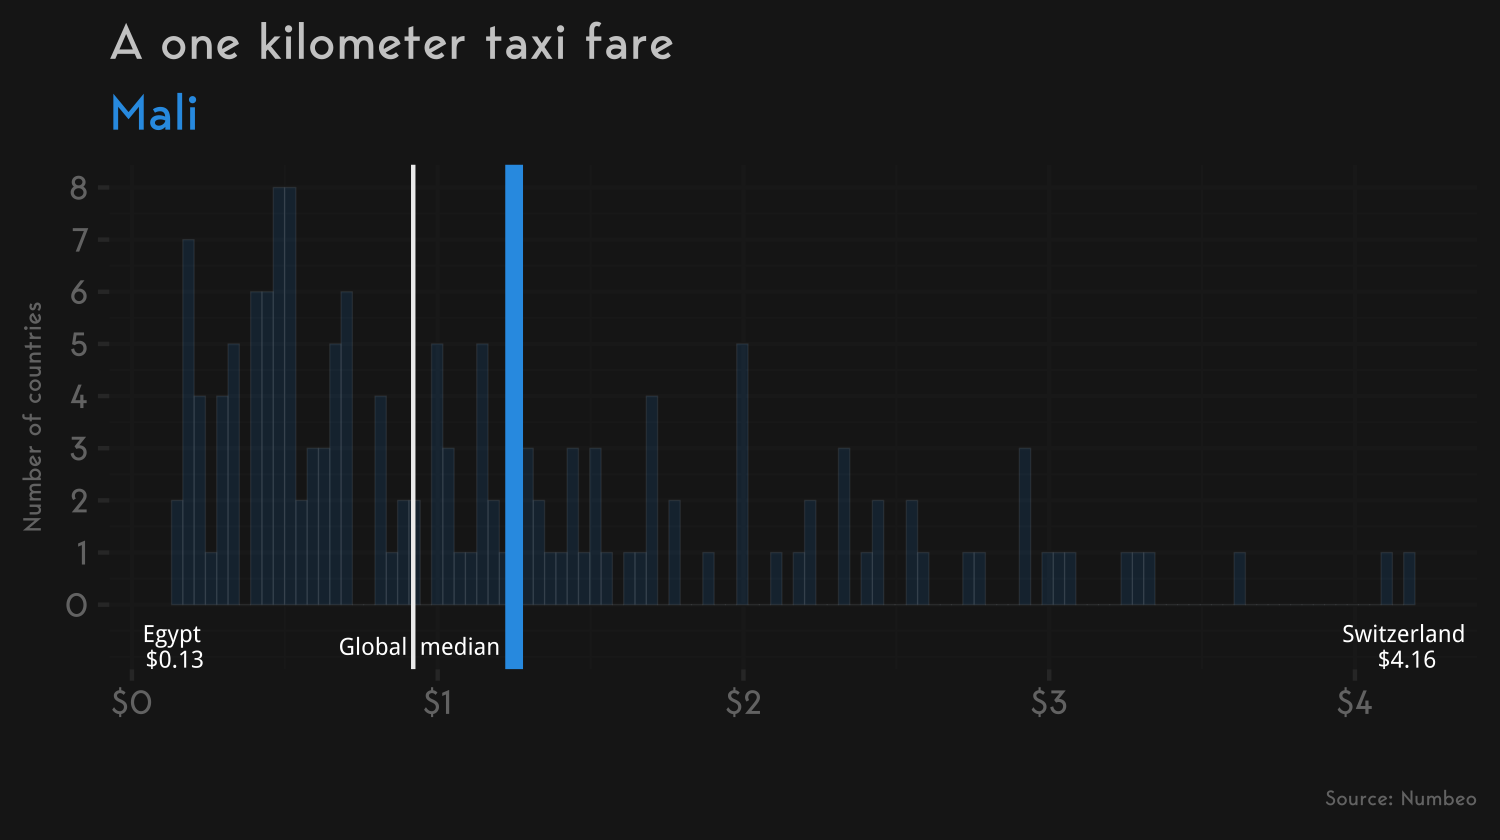 A one kilometer taxi fare
Mali
Number of countries
8
7
6
5
4
3
2
1
0
Egypt
$0.13
Global median
Switzerland
$4.16
$0 $1 $2 $3 $4
Source: Numbeo